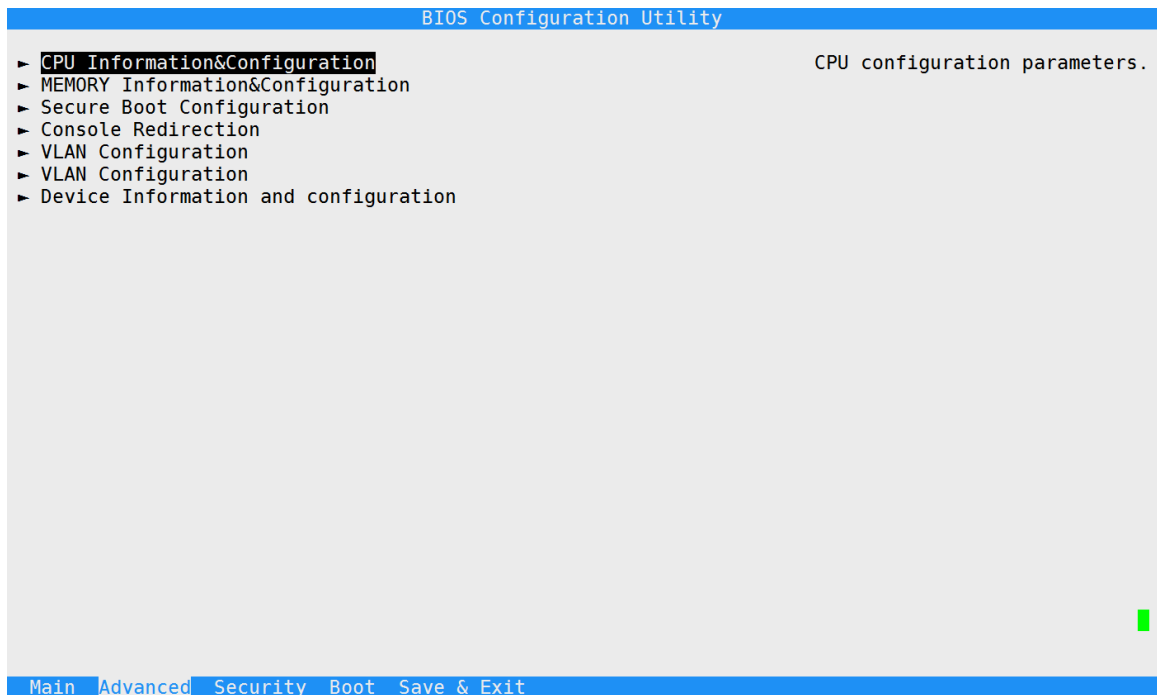 BIOS Configuration Utility
► CPU Information&Configuration CPU configuration parameters.
► MEMORY Information&Configuration
► Secure Boot Configuration
► Console Redirection
► VLAN Configuration
► VLAN Configuration
► Device Information and configuration
Main Advanced Security Boot Save & Exit